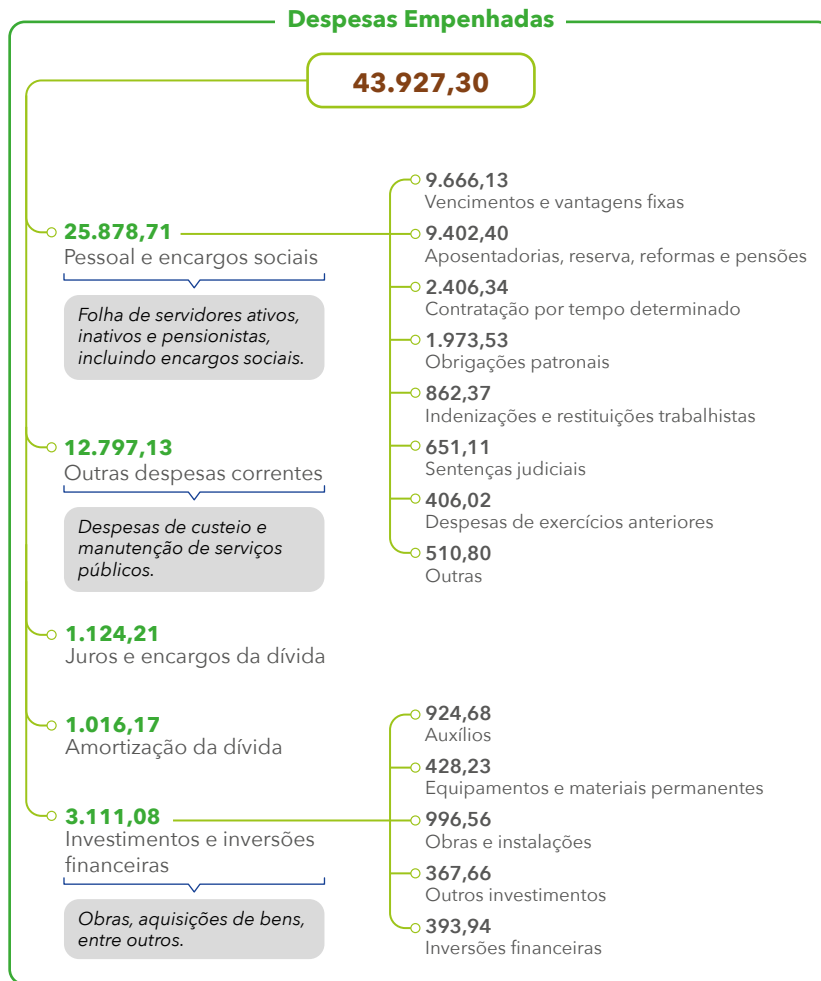 Despesas Empenhadas
43.927,30
25.878,71
Pessoal e encargos sociais
Folha de servidores ativos,
inativos e pensionistas,
incluindo encargos sociais.
9.666,13
Vencimentos e vantagens fixas
9.402,40
Aposentadorias, reserva, reformas e pensões
2.406,34
Contratação por tempo determinado
1.973,53
Obrigações patronais
862,37
Indenizações e restituições trabalhistas
651,11
Sentenças judiciais
406,02
Despesas de exercícios anteriores
510,80
Outras
12.797,13
Outras despesas correntes
Despesas de custeio e
manutenção de serviços
públicos.
1.124,21
Juros e encargos da dívida
1.016,17
Amortização da dívida
3.111,08
Investimentos e inversões
financeiras
Obras, aquisições de bens,
entre outros.
924,68
Auxílios
428,23
Equipamentos e materiais permanentes
996,56
Obras e instalações
367,66
Outros investimentos
393,94
Inversões financeiras